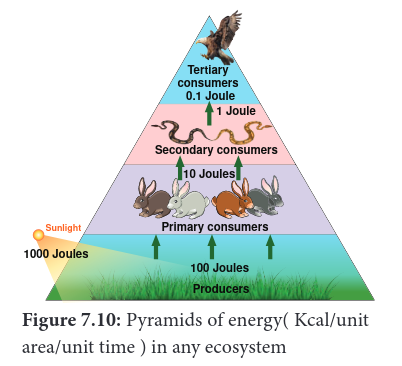 Tertiary
consumers
0.1 Joule
1 Joule
Secondary consumers
10 Joules
Primary consumers
Sunlight
1000 Joules
100 Joules
Producers
Figure 7.10: Pyramids of energy( Kcal/unit
area/unit time ) in any ecosystem